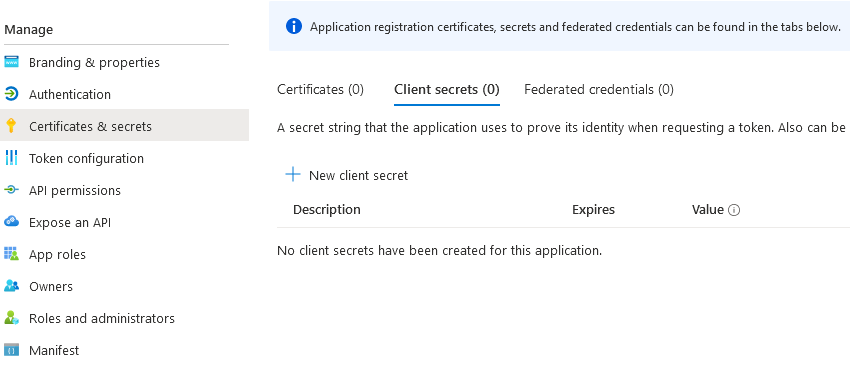 Manage
Branding & properties
Authentication
Certificates & secrets
Token configuration
API permissions
Expose an API
App roles
Owners
Roles and administrators
Manifest
Application registration certificates, secrets and federated credentials can be found in the tabs below.
Certificates (0) Client secrets (0) Federated credentials (0)
A secret string that the application uses to prove its identity when requesting a token. Also can be
New client secret
Description Expires Value
No client secrets have been created for this application.